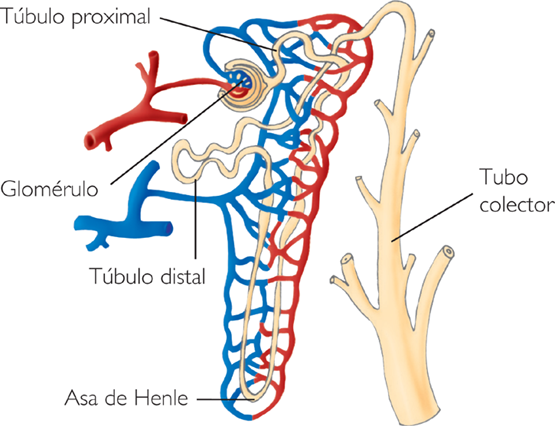 Túbulo proximal
Glomérulo
Tubo
colector
Túbulo distal
Asa de Henle